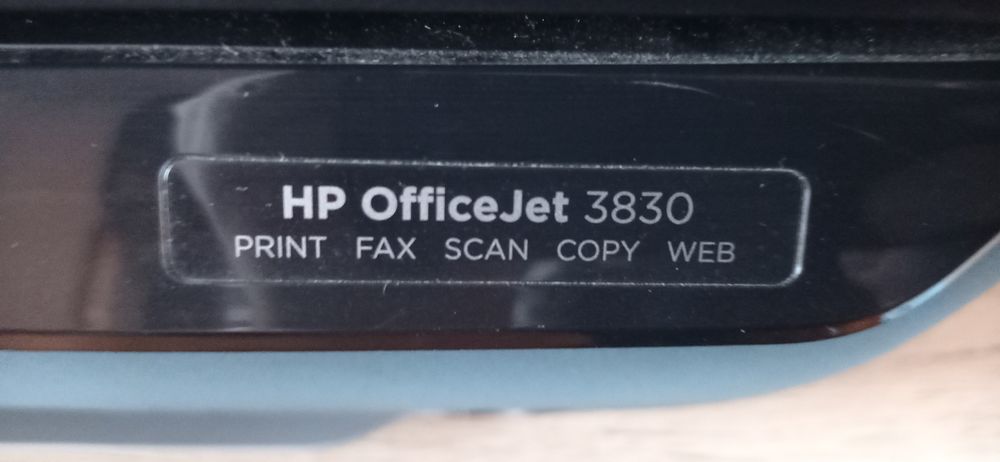 HP OfficeJet 3830
PRINT FAX SCAN COPY WEB